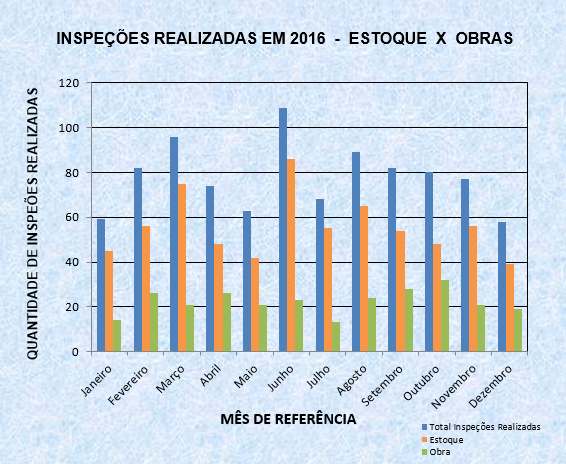 INSPEÇÕES REALIZADAS EM 2016 - ESTOQUE X OBRAS
QUANTIDADE DE INSPEÕES REALIZADAS
120
100
80
60
40
20
0
Janeiro
Fevereiro
Março
Abril
Maio
Junho
Julho
Agosto
Setembro
Outubro
Novembro
Dezembro
MÊS DE REFERÊNCIA
Total Inspeções Realizadas
Estoque
Obra